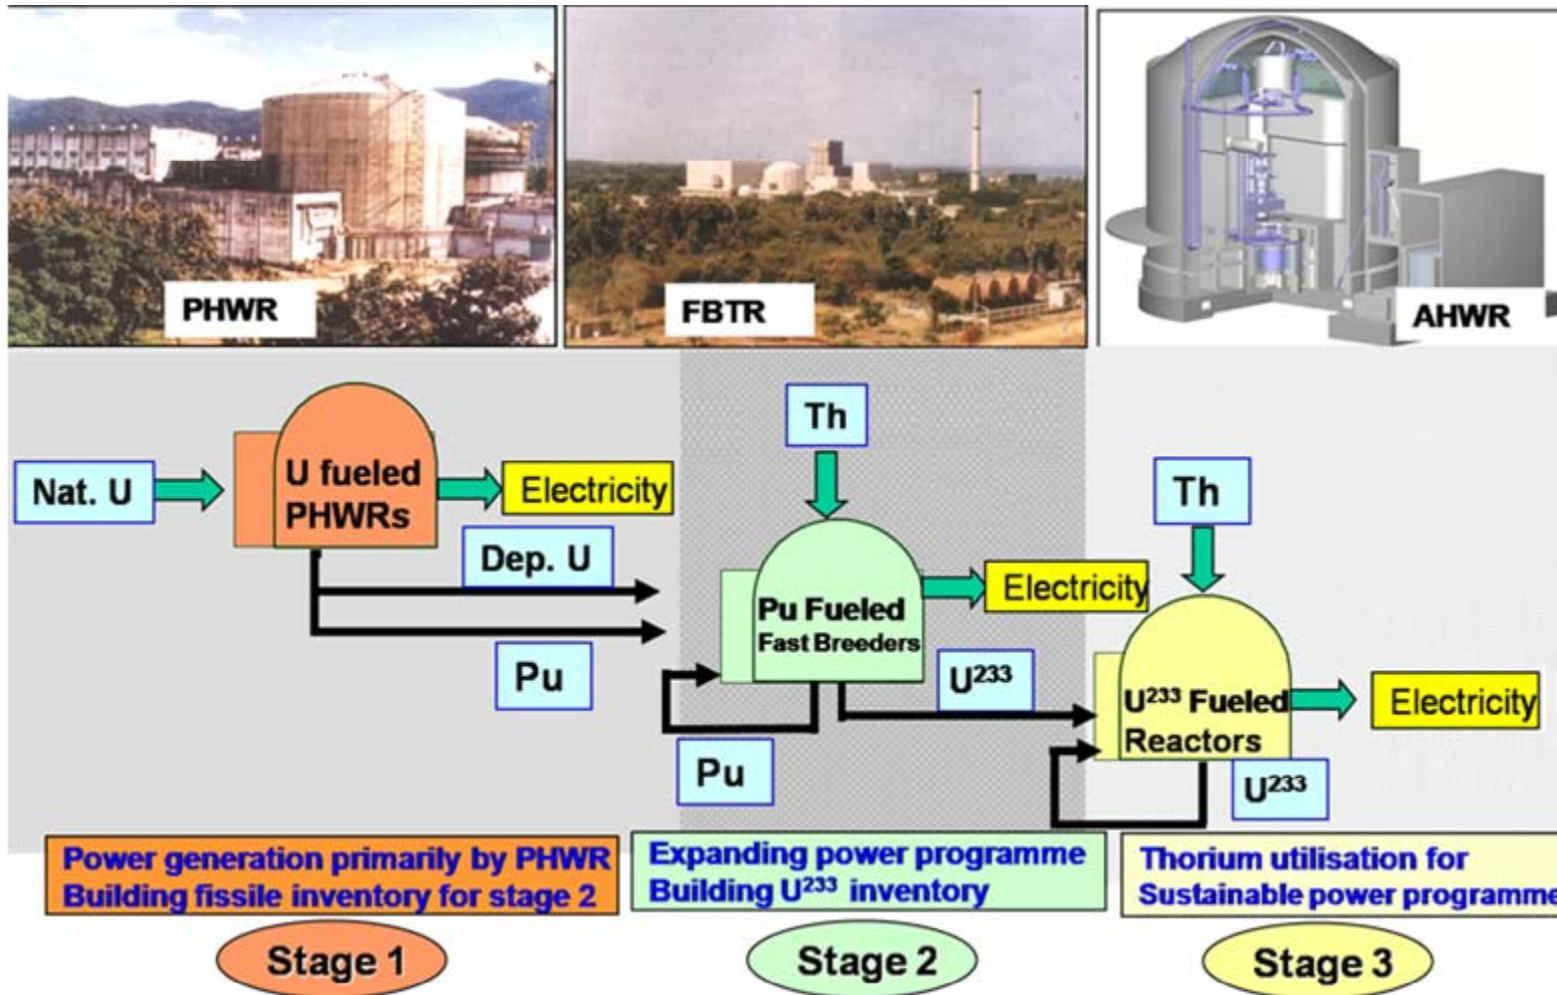 PHWR
FBTR
AHWR
Nat. U
U fueled
PHWRs
Electricity
Dep. U
Pu
Th
Pu Fueled
Fast Breeders
Electricity
U²³³
Pu
Th
U²³³ Fueled
Reactors
Electricity
U²³³
Power generation primarily by PHWR
Building fissile inventory for stage 2
Expanding power programme
Building U²³³ inventory
Thorium utilisation for
Sustainable power programme
Stage 1
Stage 2
Stage 3